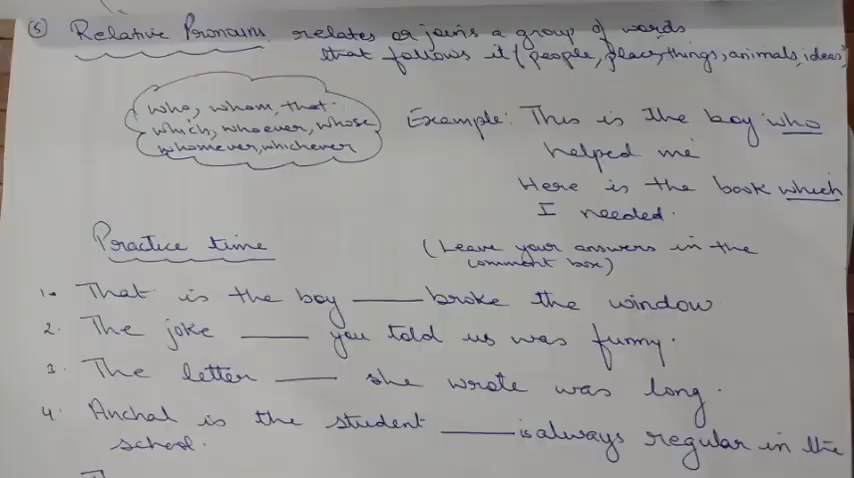 (5) Relative Pronouns relates or joins a group of words
that follows it (people, place, things, animals, ideas)
who, whom, that.
which, whoever, whose
whomever, whichever
Example: This is the boy who
helped me
Here is the book which
I needed.
Practice time
(Leave your answers in the
comment box)
1. That is the boy ____ broke the window
2. The joke ____ you told us was funny.
3. The letter ____ she wrote was long.
4. Anchal is the student ____ is always regular in the
school.